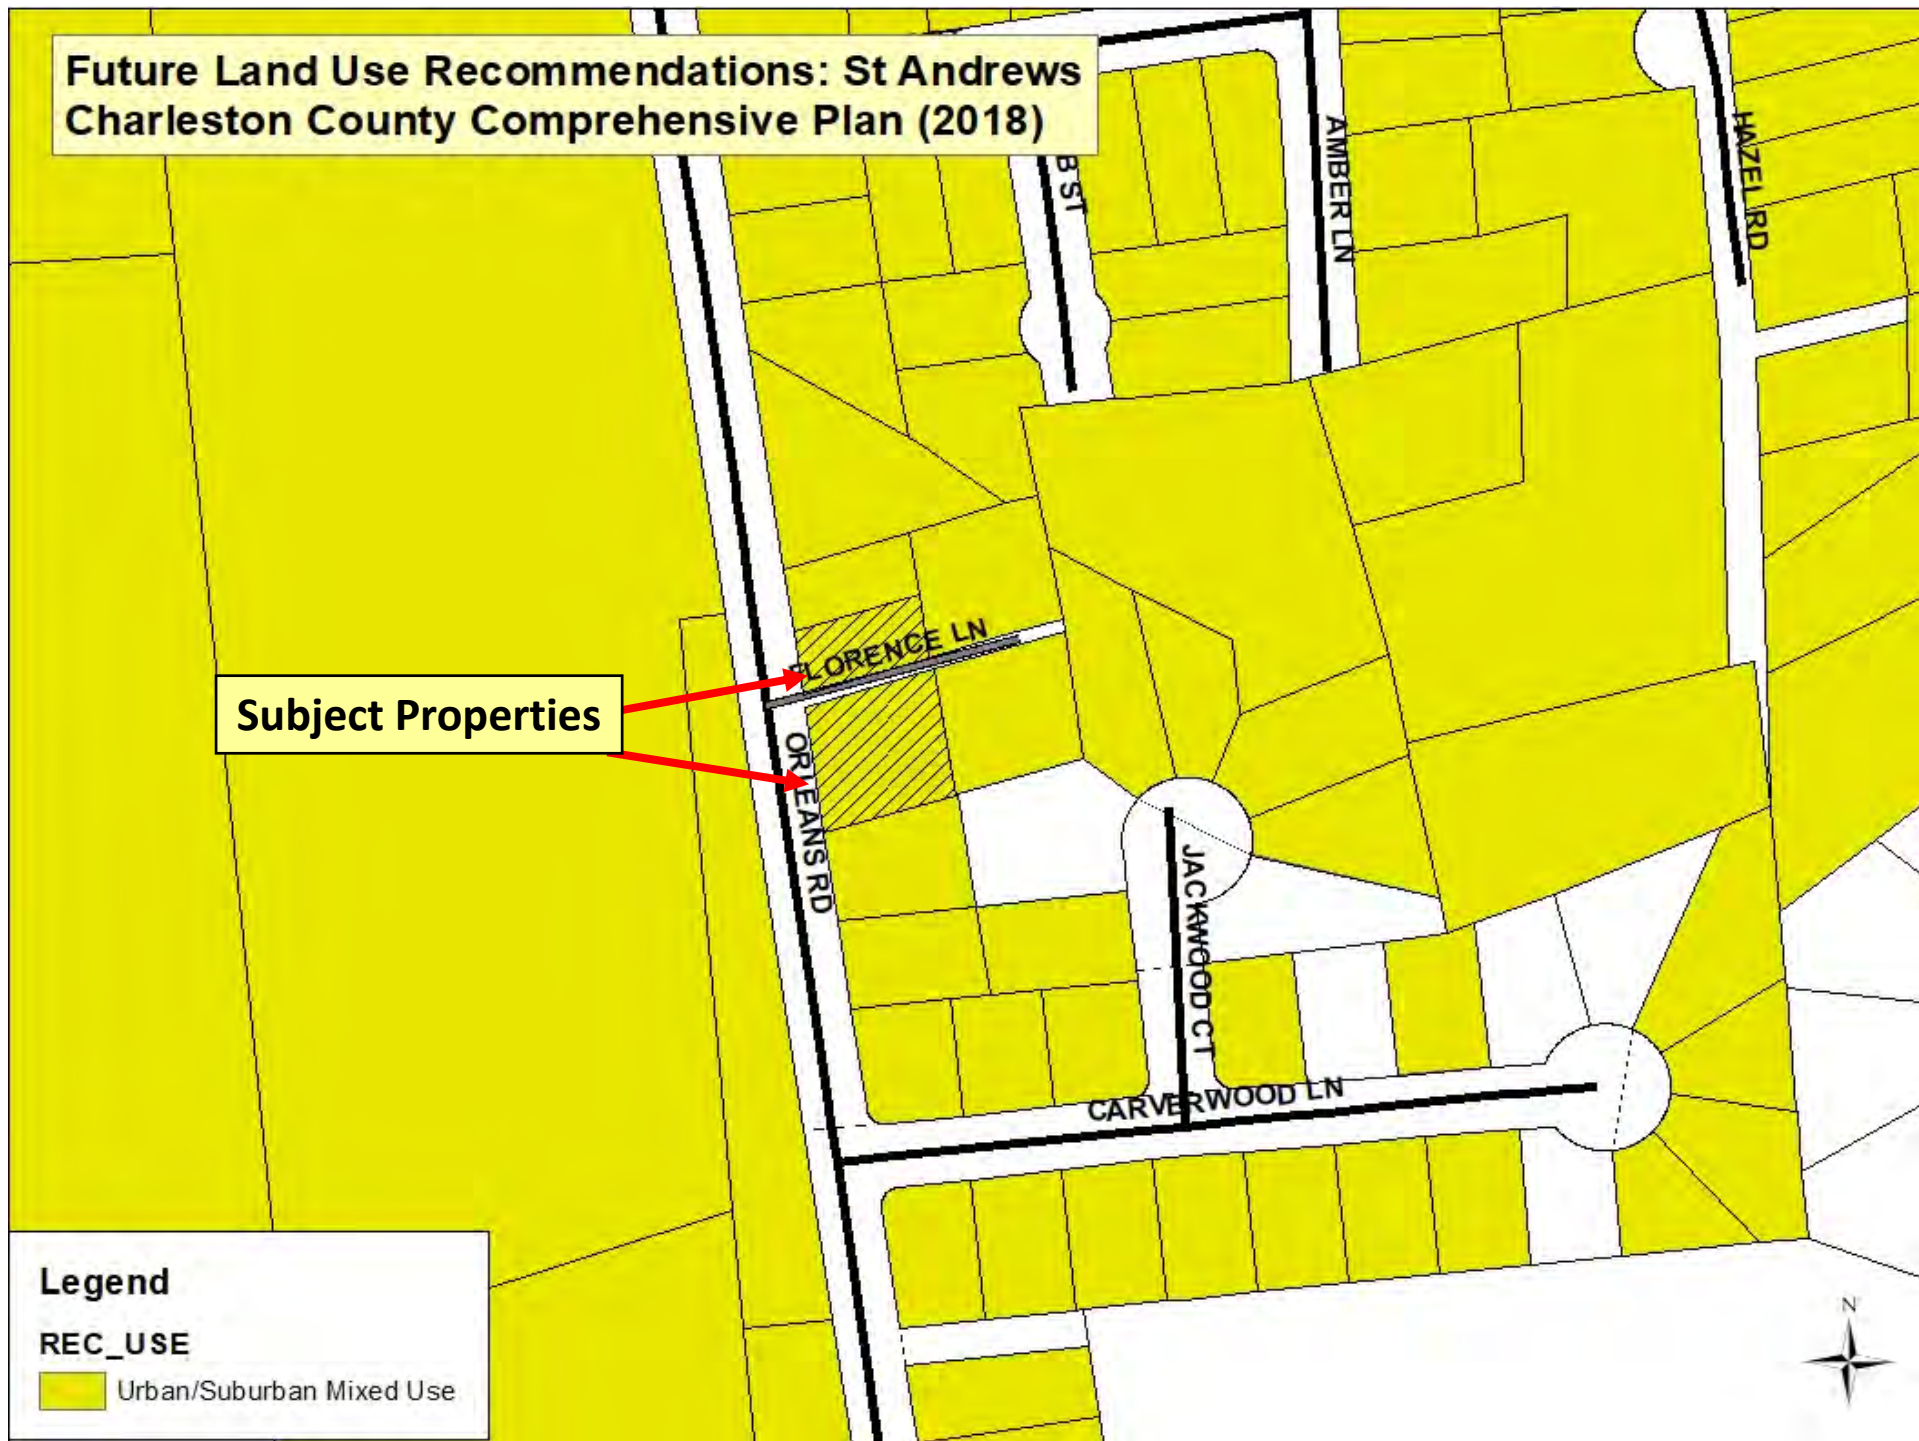 Future Land Use Recommendations: St Andrews
Charleston County Comprehensive Plan (2018)
B ST
AMBER LN
HAZEL RD
FLORENCE LN
Subject Properties
ORLEANS RD
JACKWOOD CT
CARVERWOOD LN
Legend
REC_USE
Urban/Suburban Mixed Use
N